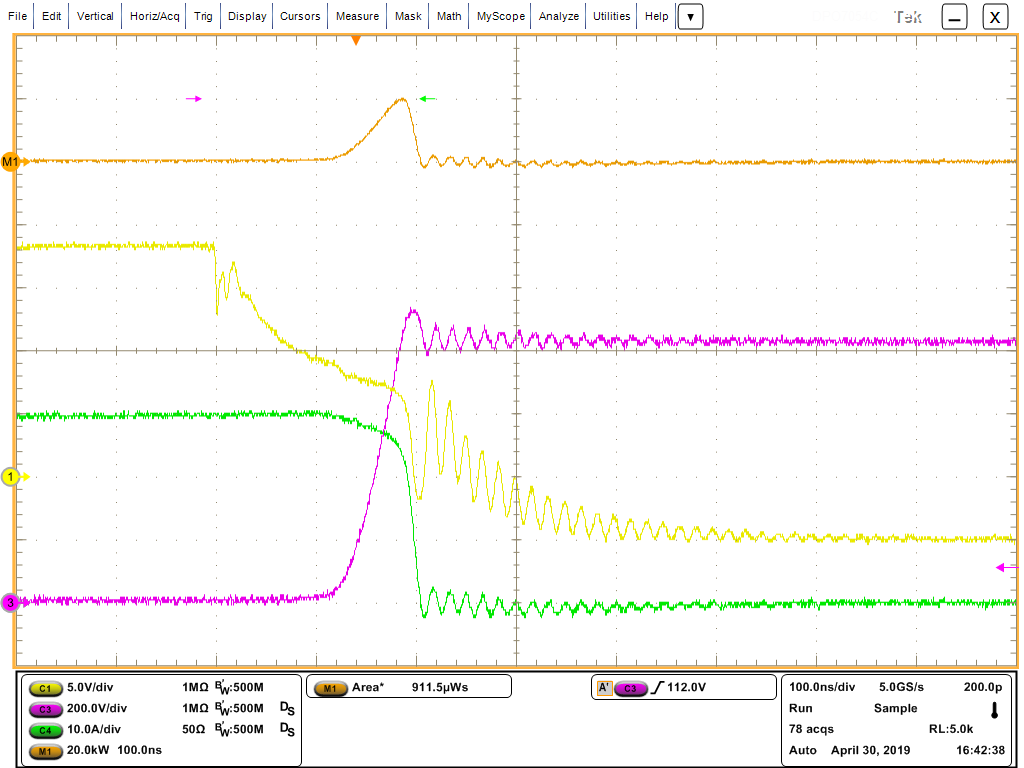 File Edit Vertical Horiz/Acq Trig Display Cursors Measure Mask Math MyScope Analyze Utilities Help Tek X
M1
1
3
C1 5.0V/div 1MΩ BW:500M
C3 200.0V/div 1MΩ BW:500M DS
C4 10.0A/div 50Ω BW:500M DS
M1 20.0kW 100.0ns
M1 Area* 911.5µWs
A' C3 112.0V
100.0ns/div 5.0GS/s 200.0p
Run Sample
78 acqs RL:5.0k
Auto April 30, 2019 16:42:38